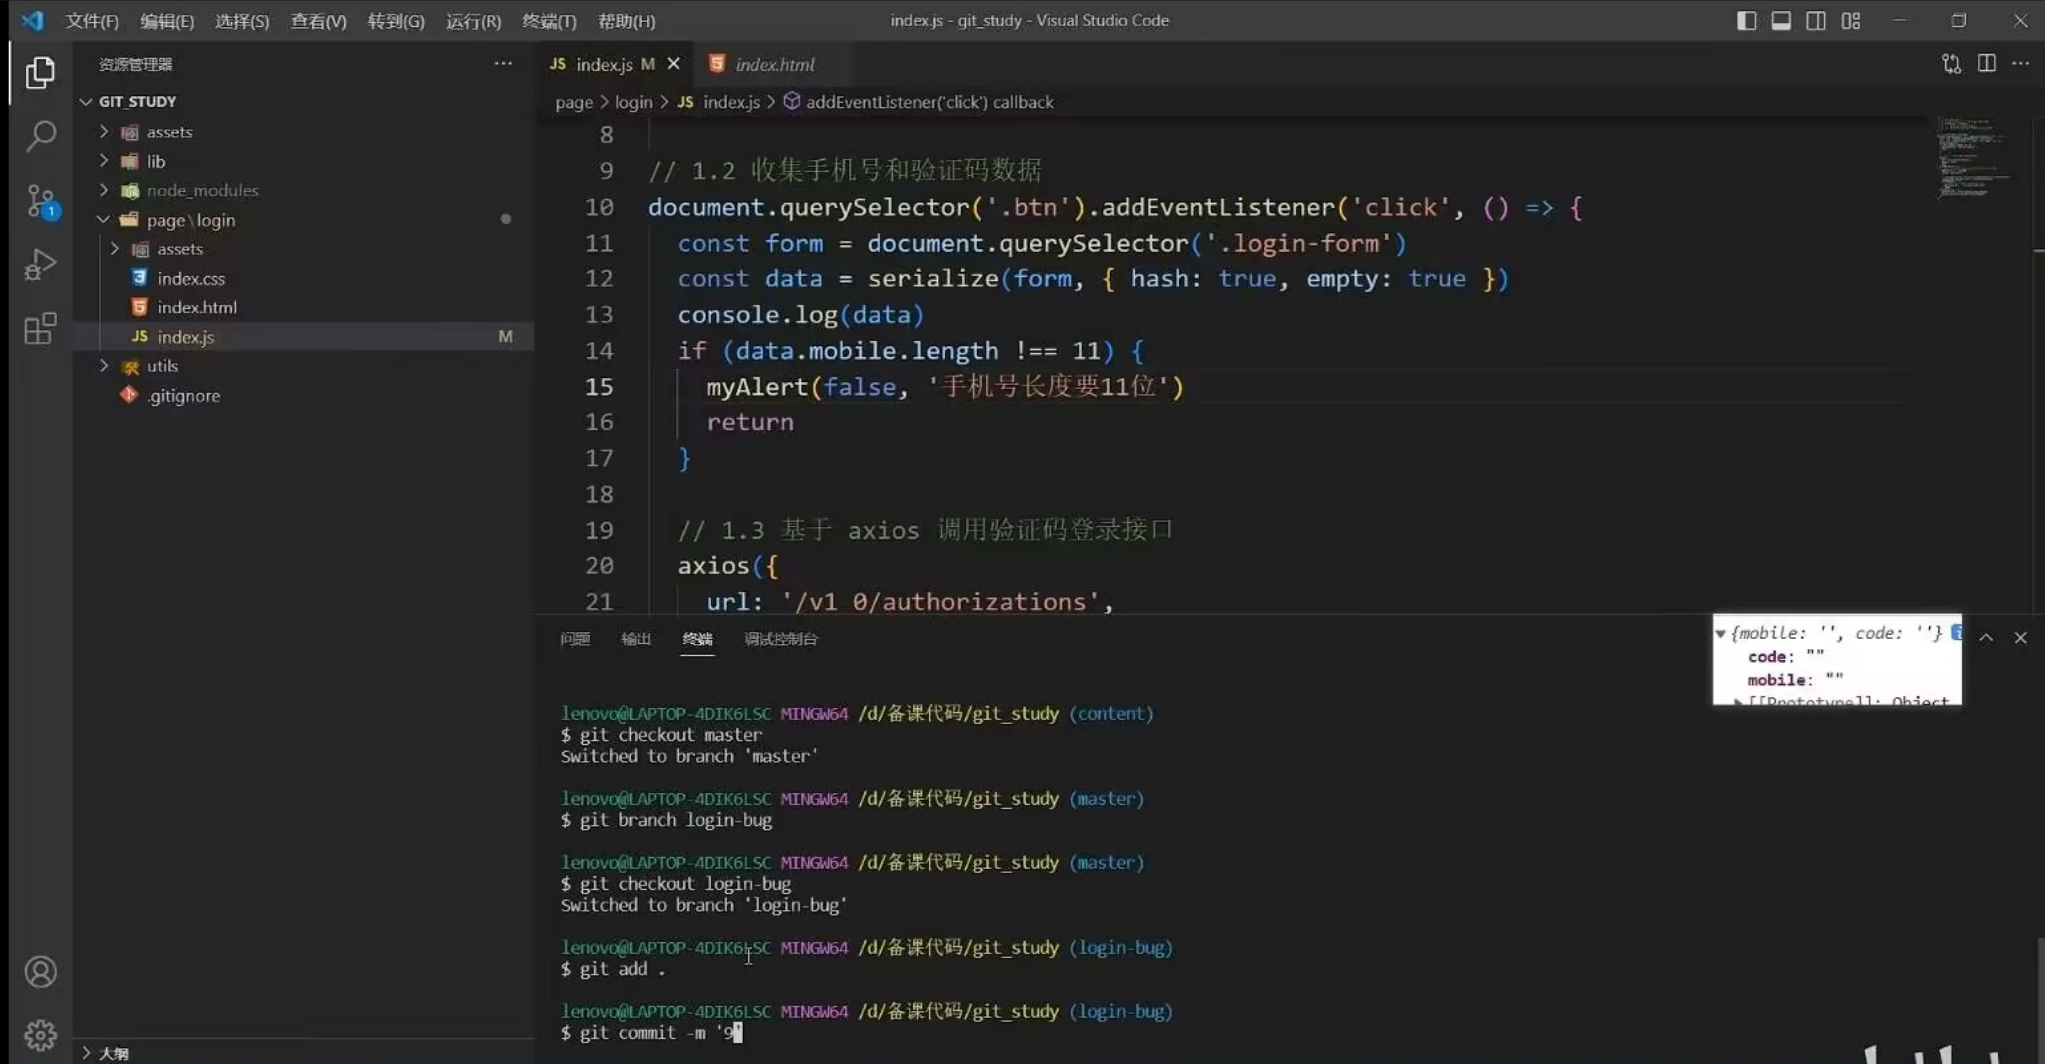 文件(F) 编辑(E) 选择(S) 查看(V) 转到(G) 运行(R) 终端(T) 帮助(H) index.js - git_study - Visual Studio Code
资源管理器
JS index.js M
index.html
page > login > JS index.js > addEventListener('click') callback
GIT_STUDY
assets
lib
node_modules
page\login
assets
index.css
index.html
JS index.js M
utils
.gitignore
大纲
1
8
9 // 1.2 收集手机号和验证码数据
10 document.querySelector('.btn').addEventListener('click', () => {
11 const form = document.querySelector('.login-form')
12 const data = serialize(form, { hash: true, empty: true })
13 console.log(data)
14 if (data.mobile.length !== 11) {
15 myAlert(false, '手机号长度要11位')
16 return
17 }
18
19 // 1.3 基于 axios 调用验证码登录接口
20 axios({
21 url: '/v1_0/authorizations',
问题 输出 终端 调试控制台
{mobile: '', code: ''}
code: ""
mobile: ""
[[Prototype]]: Object
lenovo@LAPTOP-4DIK6LSC MINGW64 /d/备课代码/git_study (content)
$ git checkout master
Switched to branch 'master'
lenovo@LAPTOP-4DIK6LSC MINGW64 /d/备课代码/git_study (master)
$ git branch login-bug
lenovo@LAPTOP-4DIK6LSC MINGW64 /d/备课代码/git_study (master)
$ git checkout login-bug
Switched to branch 'login-bug'
lenovo@LAPTOP-4DIK6LSC MINGW64 /d/备课代码/git_study (login-bug)
$ git add .
lenovo@LAPTOP-4DIK6LSC MINGW64 /d/备课代码/git_study (login-bug)
$ git commit -m '9'